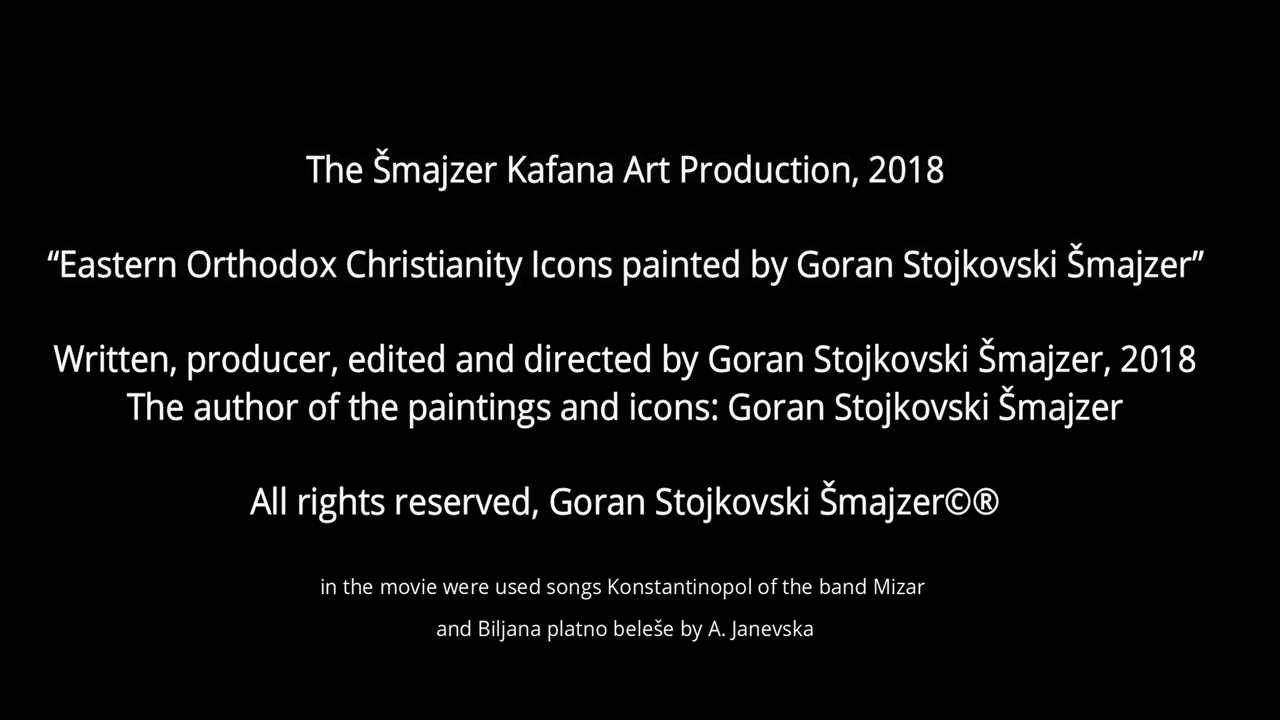 The Šmajzer Kafana Art Production, 2018
“Eastern Orthodox Christianity Icons painted by Goran Stojkovski Šmajzer”
Written, producer, edited and directed by Goran Stojkovski Šmajzer, 2018
The author of the paintings and icons: Goran Stojkovski Šmajzer
All rights reserved, Goran Stojkovski Šmajzer©®
in the movie were used songs Konstantinopol of the band Mizar
and Biljana platno beleše by A. Janevska